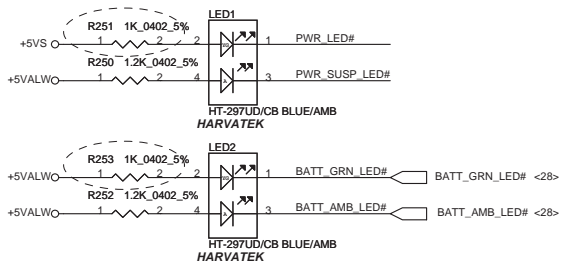 LED1
R251 1K_0402_5%
+5VS 1 2 2 1 PWR_LED#
R250 1.2K_0402_5%
+5VALW 1 2 4 3 PWR_SUSP_LED#
A
HT-297UD/CB BLUE/AMB
HARVATEK
LED2
R253 1K_0402_5%
+5VALW 1 2 2 1 BATT_GRN_LED# BATT_GRN_LED# <28>
R252 1.2K_0402_5%
+5VALW 1 2 4 3 BATT_AMB_LED# BATT_AMB_LED# <28>
A
HT-297UD/CB BLUE/AMB
HARVATEK